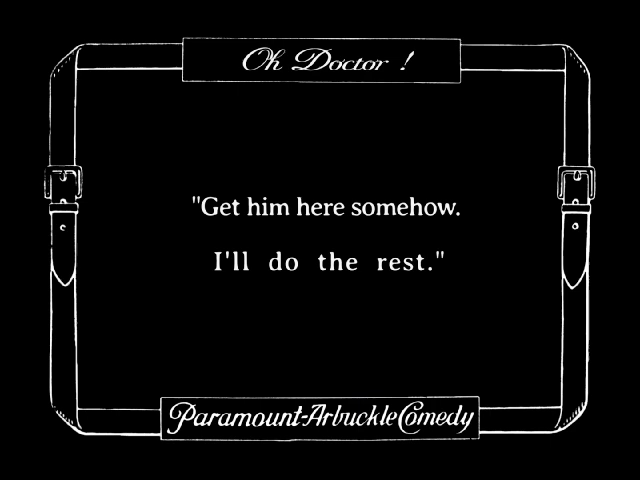 Oh Doctor !
"Get him here somehow.
I'll do the rest."
Paramount-Arbuckle Comedy